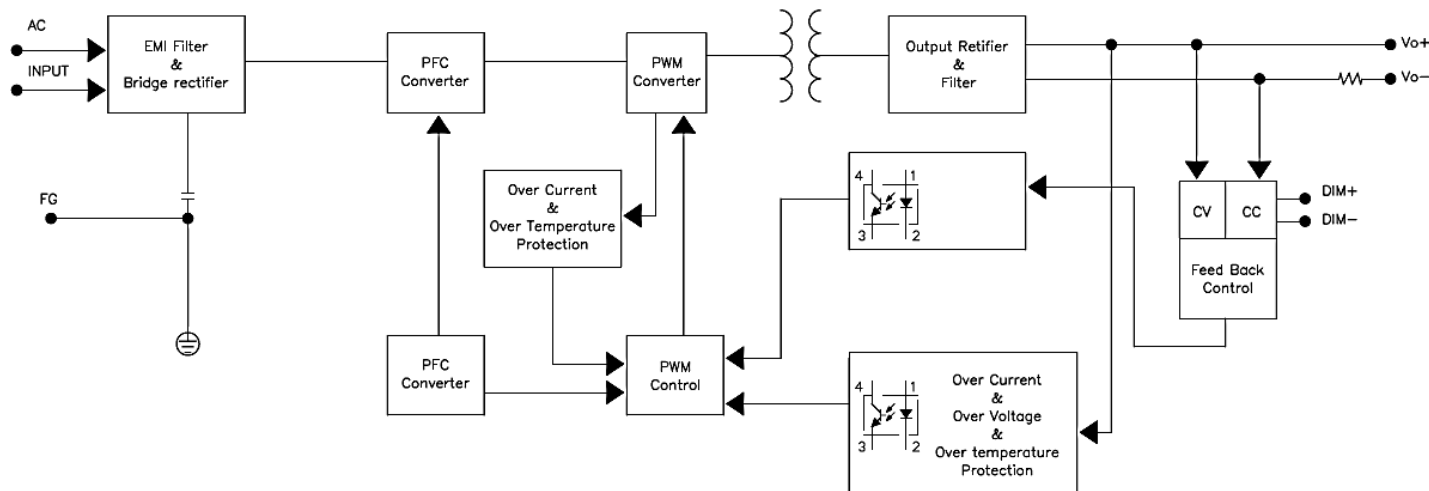 AC
INPUT
FG
EMI Filter
&
Bridge rectifier
PFC
Converter
PWM
Converter
Output Retifier
&
Filter
Vo+
Vo-
Over Current
&
Over Temperature
Protection
4 1
3 2
CV CC
DIM+
DIM-
Feed Back
Control
PFC
Converter
PWM
Control
4 1
3 2
Over Current
&
Over Voltage
&
Over temperature
Protection